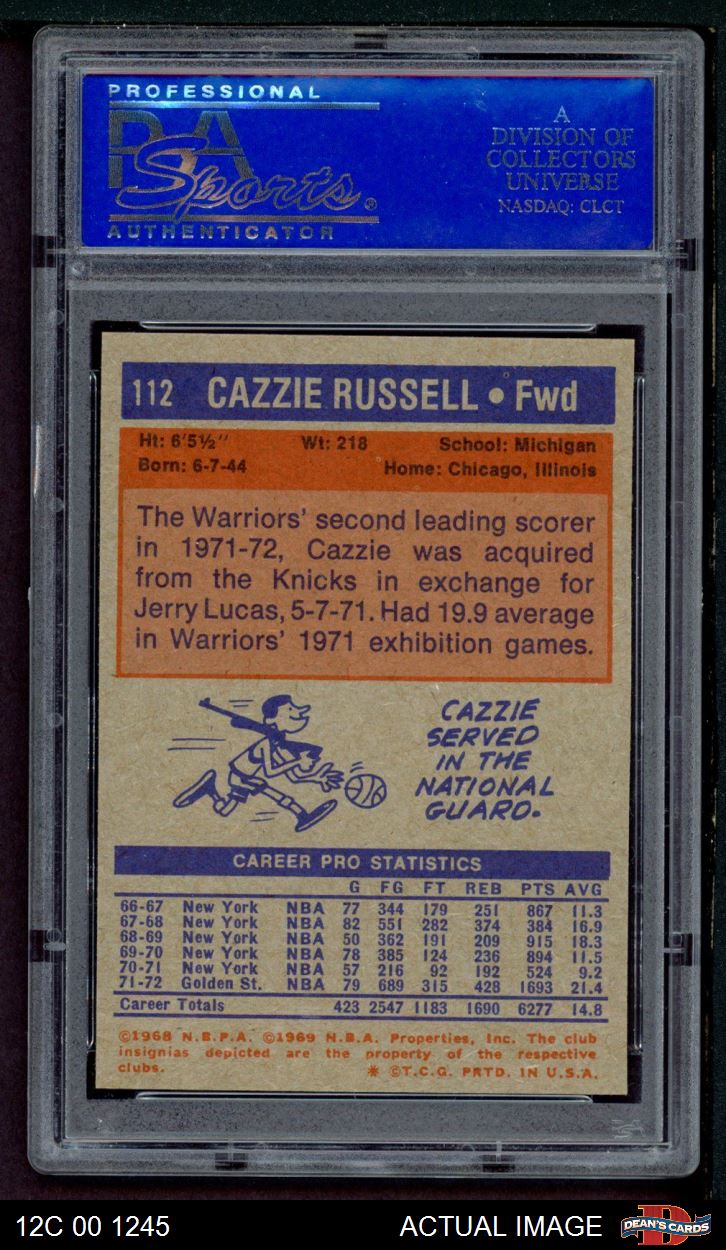 PROFESSIONAL
PSA
Sports®
AUTHENTICATOR
A
DIVISION OF
COLLECTORS
UNIVERSE
NASDAQ: CLCT
112 CAZZIE RUSSELL • Fwd
Ht: 6'5½" Wt: 218 School: Michigan
Born: 6-7-44 Home: Chicago, Illinois
The Warriors' second leading scorer
in 1971-72, Cazzie was acquired
from the Knicks in exchange for
Jerry Lucas, 5-7-71. Had 19.9 average
in Warriors' 1971 exhibition games.
CAZZIE
SERVED
IN THE
NATIONAL
GUARD.
CAREER PRO STATISTICS
G FG FT REB PTS AVG
66-67 New York NBA 77 344 179 251 867 11.3
67-68 New York NBA 82 551 282 374 384 16.9
68-69 New York NBA 50 362 191 209 915 18.3
69-70 New York NBA 78 385 124 236 894 11.5
70-71 New York NBA 57 216 92 192 524 9.2
71-72 Golden St. NBA 79 689 315 428 1693 21.4
Career Totals 423 2547 1183 1690 6277 14.8
©1968 N.B.P.A. ©1969 N.B.A. Properties, Inc. The club
insignias depicted are the property of the respective
clubs. * ©T.C.G. PRTD. IN U.S.A.
12C 00 1245 ACTUAL IMAGE DEAN'S CARDS